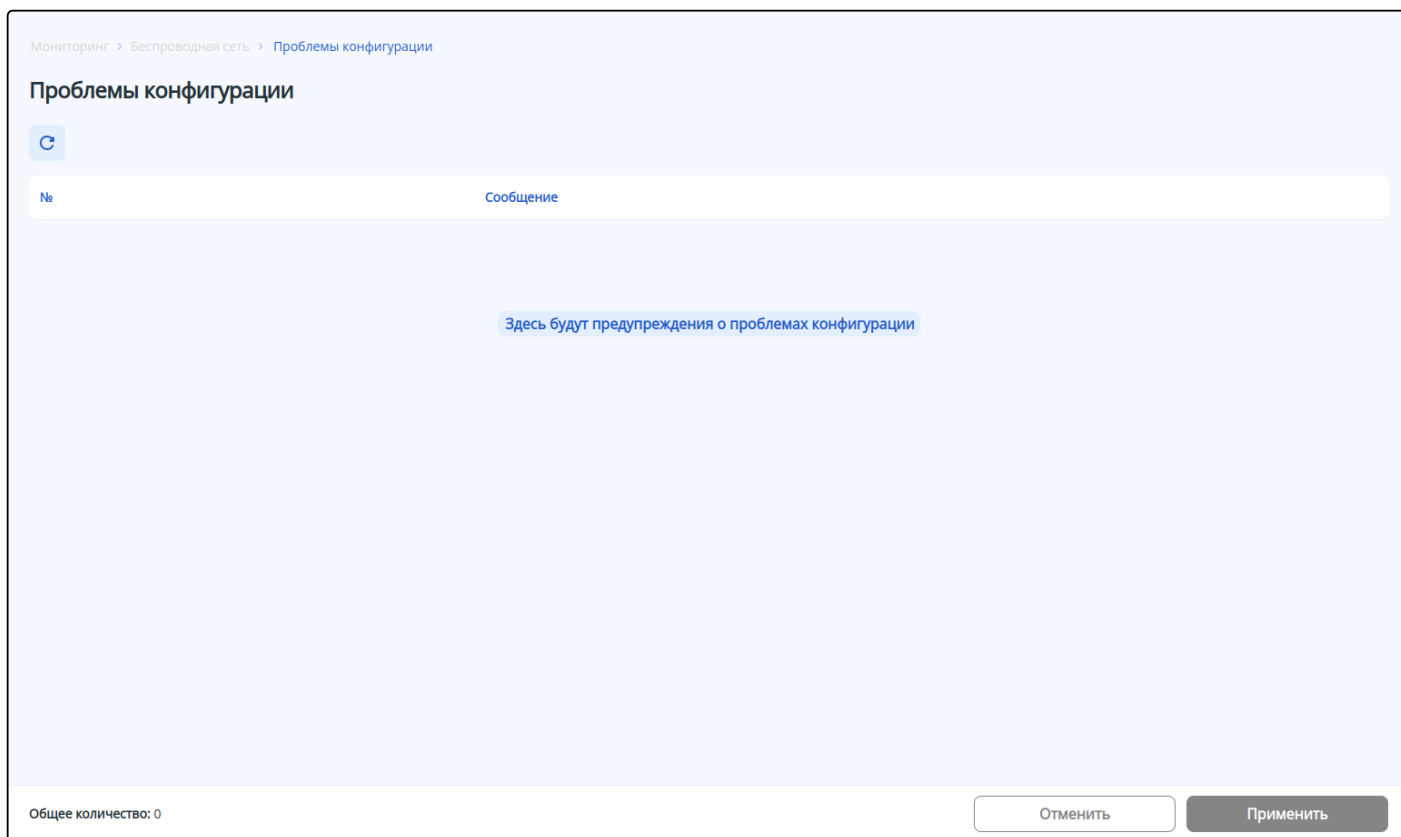 Мониторинг > Беспроводная сеть > Проблемы конфигурации
Проблемы конфигурации
№ Сообщение
Здесь будут предупреждения о проблемах конфигурации
Общее количество: 0 Отменить Применить